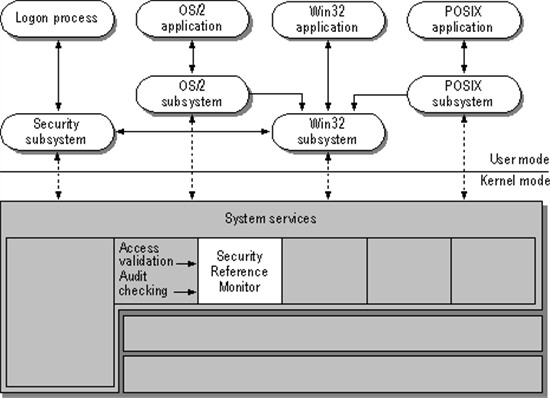 Logon process
OS/2
application
Win32
application
POSIX
application
OS/2
subsystem
POSIX
subsystem
Security
subsystem
Win32
subsystem
User mode
Kernel mode
System services
Access
validation
Audit
checking
Security
Reference
Monitor